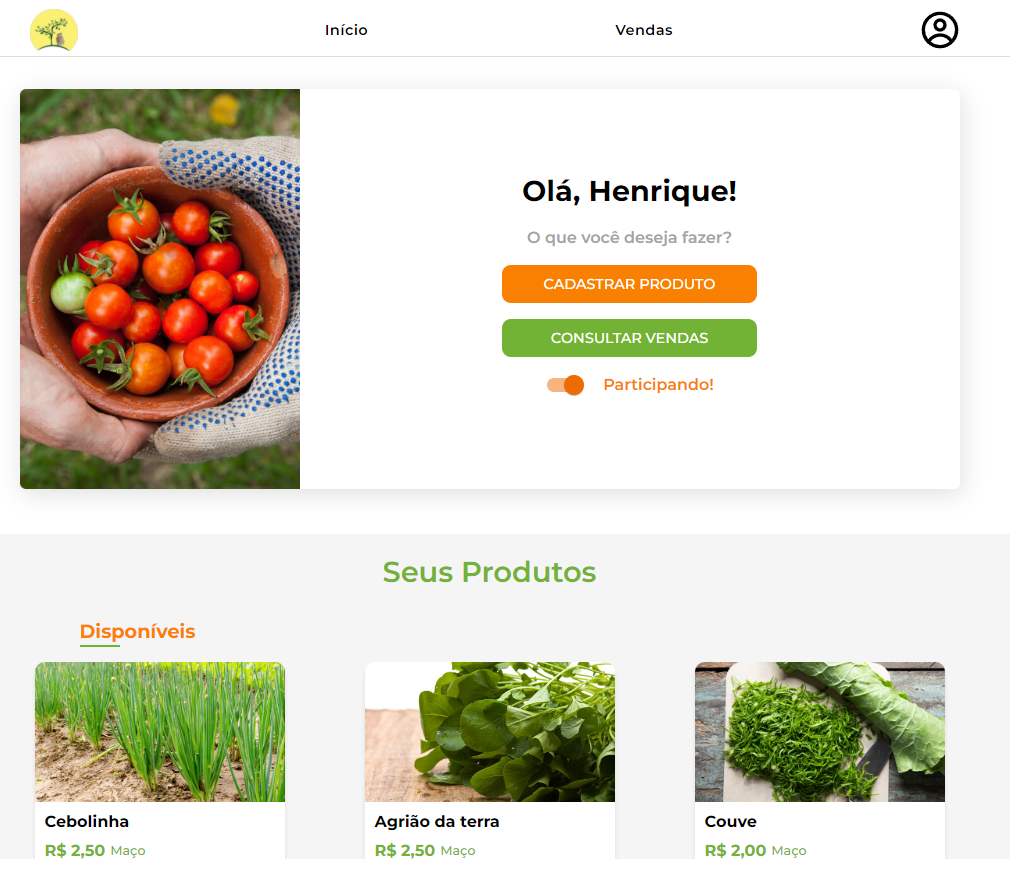 Início
Vendas
Olá, Henrique!
O que você deseja fazer?
CADASTRAR PRODUTO
CONSULTAR VENDAS
Participando!
Seus Produtos
Disponíveis
Cebolinha
R$ 2,50 Maço
Agrião da terra
R$ 2,50 Maço
Couve
R$ 2,00 Maço